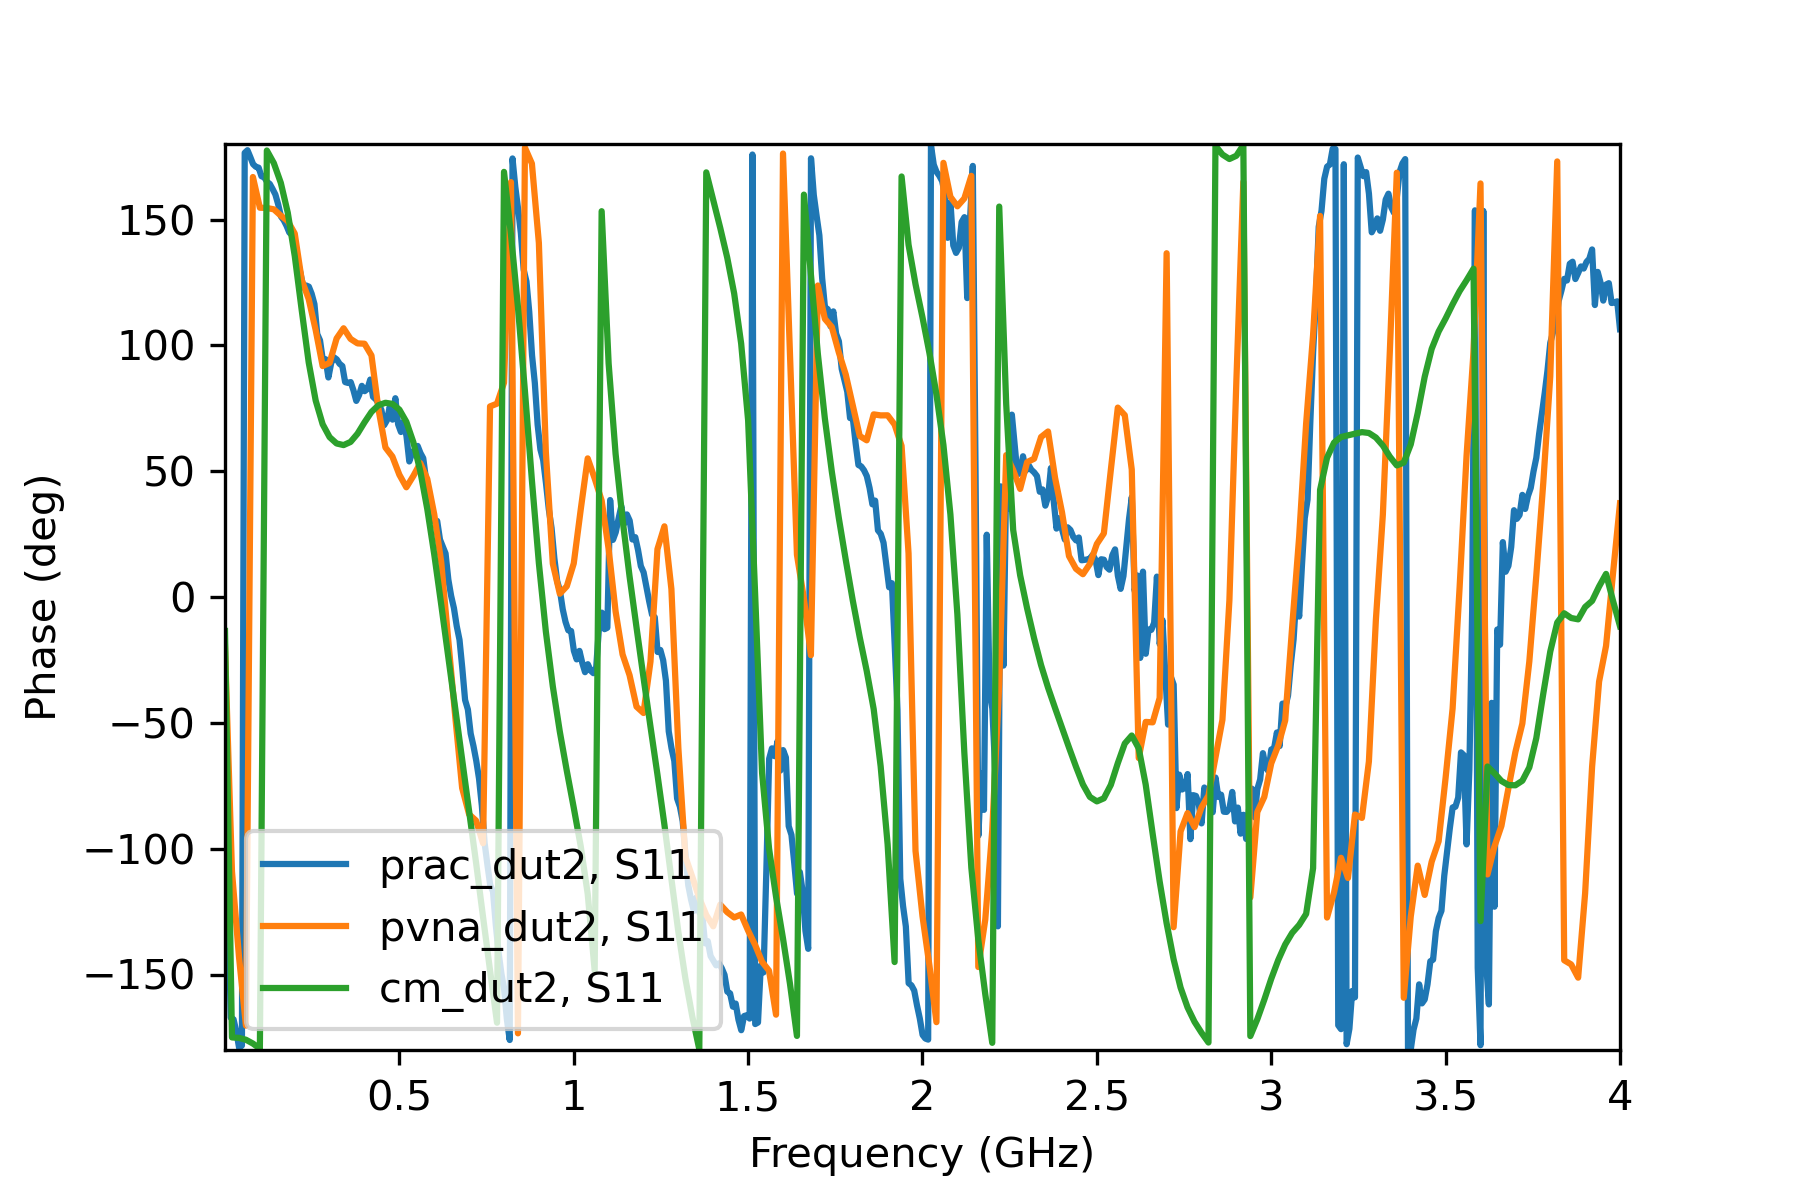 150
100
50
0
−50
−100
−150
Phase (deg)
prac_dut2, S11
pvna_dut2, S11
cm_dut2, S11
0.5 1 1.5 2 2.5 3 3.5 4
Frequency (GHz)